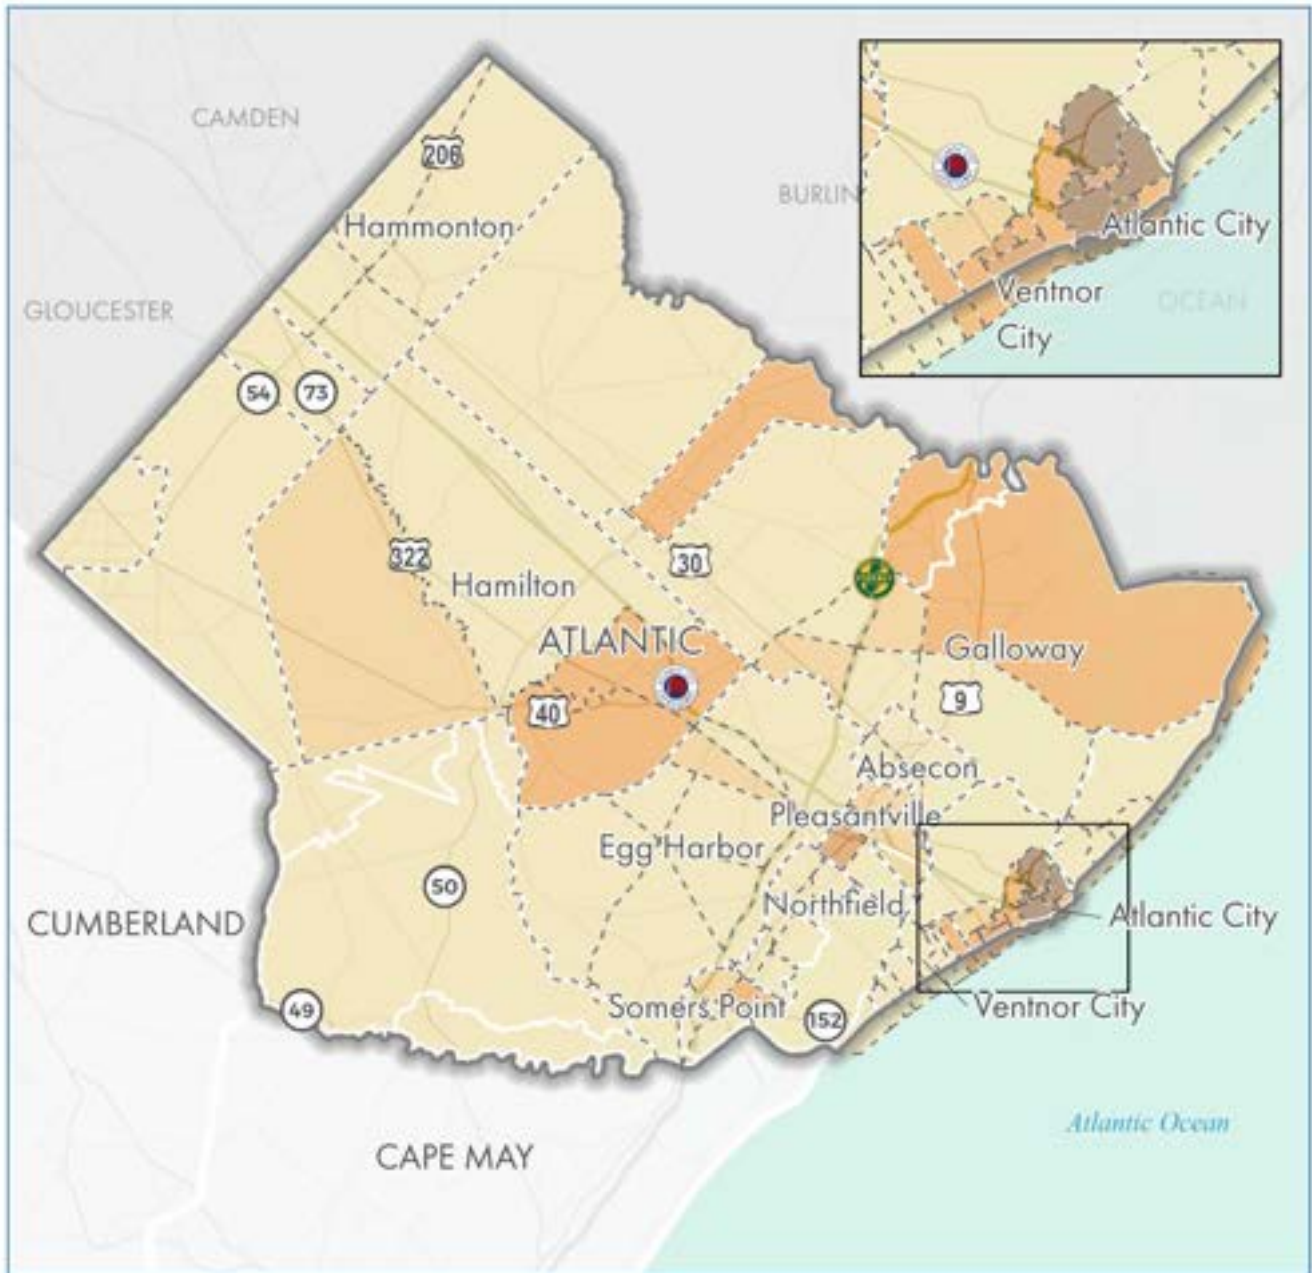 CAMDEN
206
BURLIN
Hammonton
Atlantic City
GLOUCESTER
Ventnor
City
OCEAN
54
73
322
30
Hamilton
ATLANTIC
Galloway
40
9
Absecon
Pleasantville
Egg Harbor
50
Northfield
CUMBERLAND
Atlantic City
49
Somers Point
152
Ventnor City
Atlantic Ocean
CAPE MAY